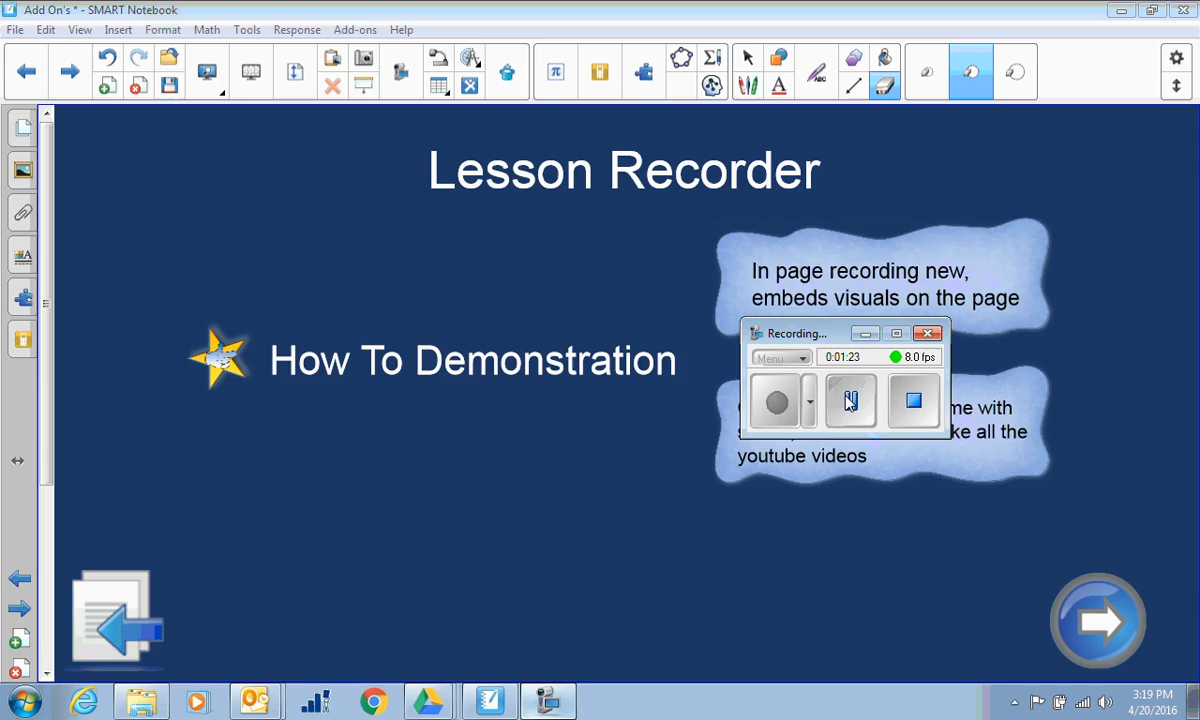 Add On's * - SMART Notebook
File Edit View Insert Format Math Tools Response Add-ons Help
Lesson Recorder
In page recording new,
embeds visuals on the page
Recording...
Menu 0:01:23 8.0 fps
How To Demonstration
me with
ke all the
youtube videos
3:19 PM
4/20/2016